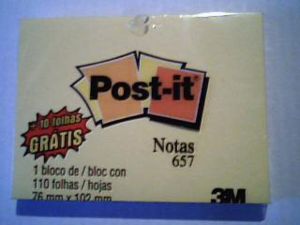 Post-it®
+ 10 folhas
GRÁTIS
Notas
657
1 bloco de / bloc con
110 folhas / hojas
76 mm x 102 mm
3M